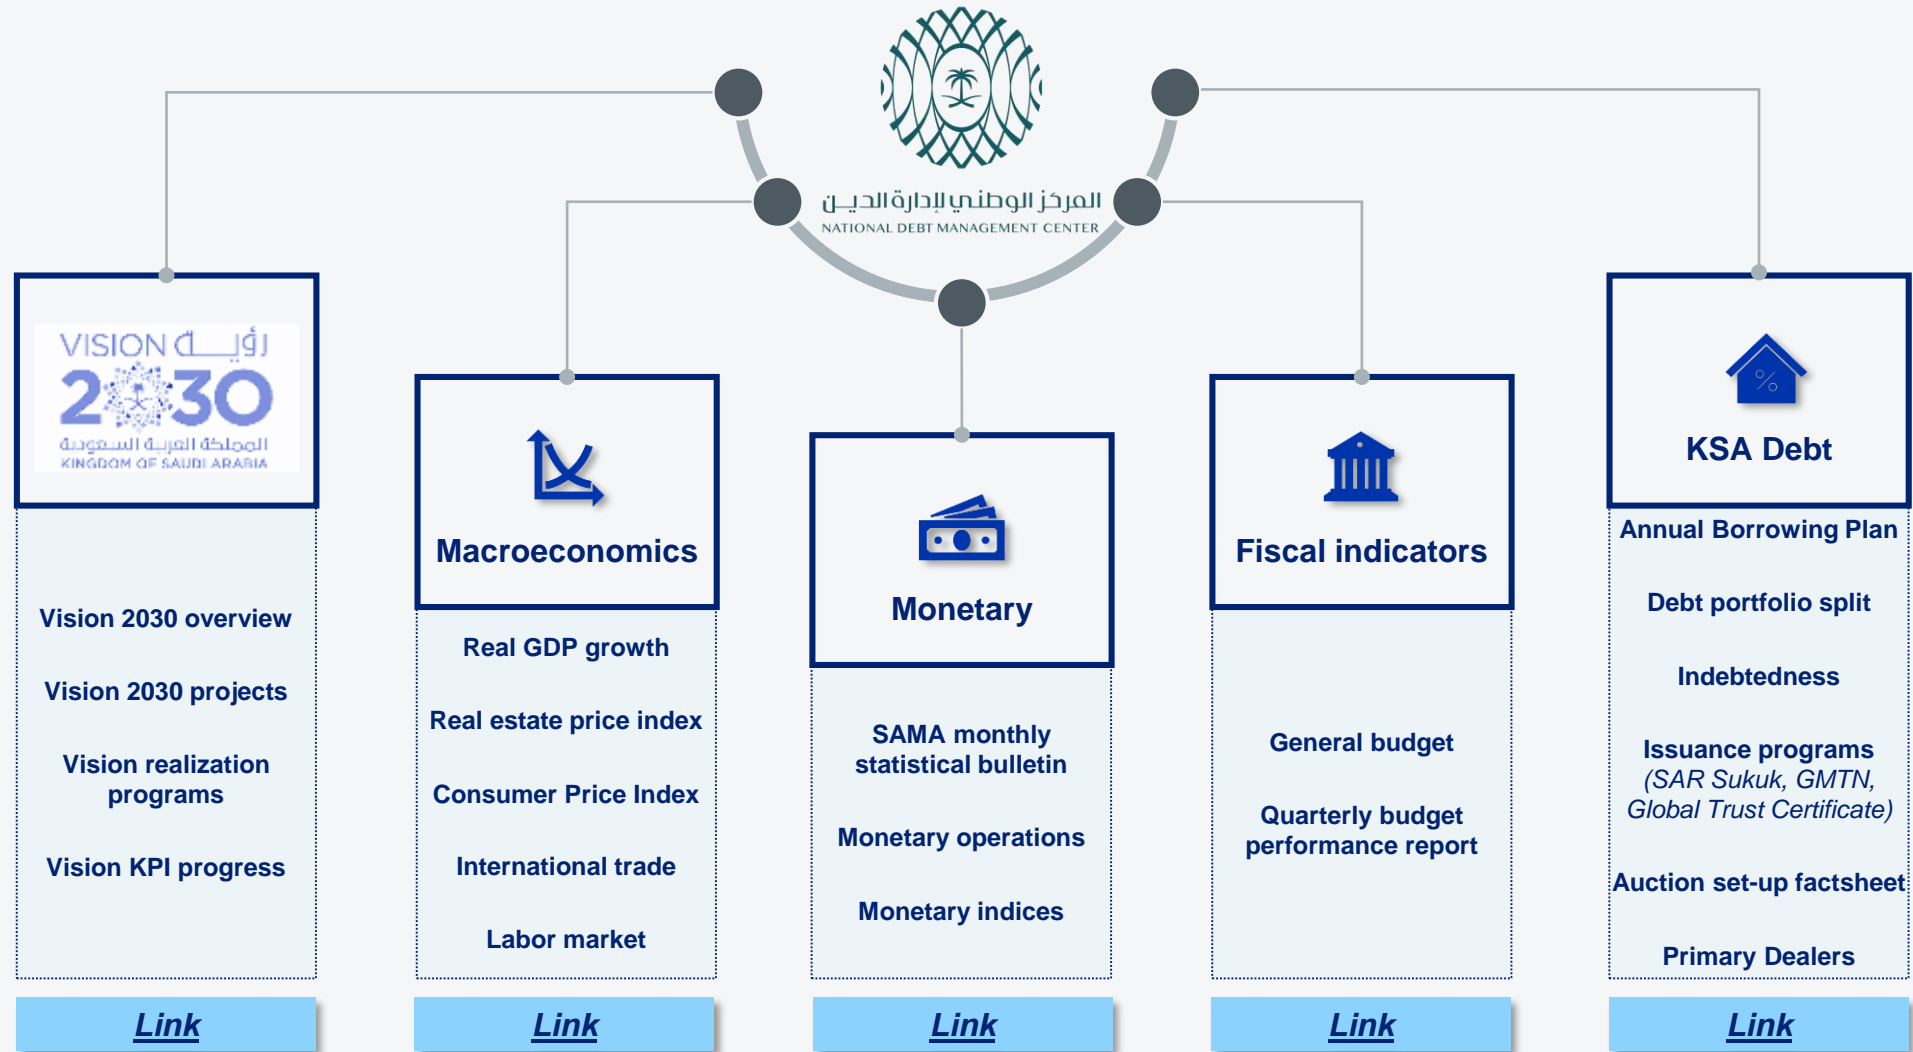 المركز الوطني لإدارة الديــن
NATIONAL DEBT MANAGEMENT CENTER
VISION رؤيــــة
2030
المملكة العربية السعودية
KINGDOM OF SAUDI ARABIA
Vision 2030 overview
Vision 2030 projects
Vision realization
programs
Vision KPI progress
Link
Macroeconomics
Real GDP growth
Real estate price index
Consumer Price Index
International trade
Labor market
Link
Monetary
SAMA monthly
statistical bulletin
Monetary operations
Monetary indices
Link
Fiscal indicators
General budget
Quarterly budget
performance report
Link
%
KSA Debt
Annual Borrowing Plan
Debt portfolio split
Indebtedness
Issuance programs
(SAR Sukuk, GMTN,
Global Trust Certificate)
Auction set-up factsheet
Primary Dealers
Link